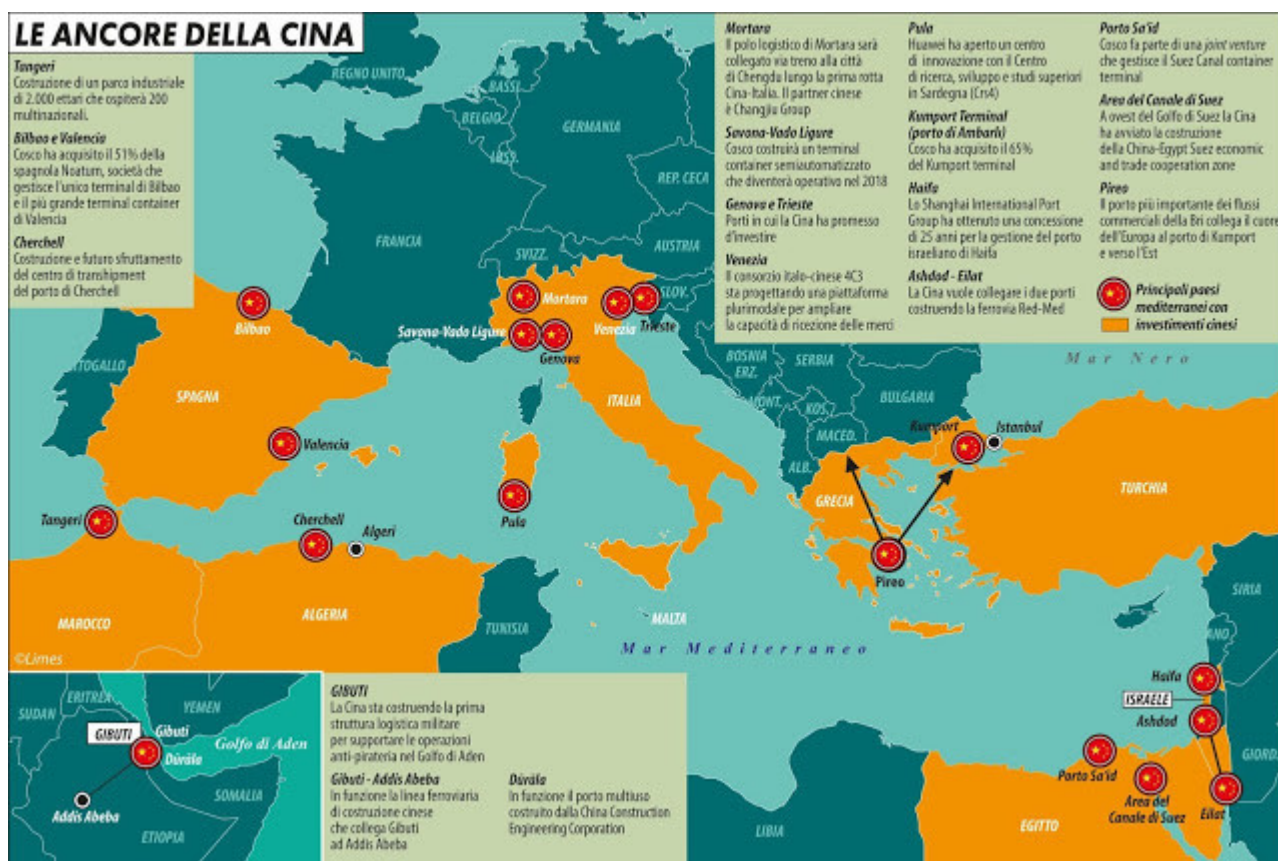 LE ANCORE DELLA CINA
Tangeri
Costruzione di un parco industriale
di 2.000 ettari che ospiterà 200
multinazionali.
Bilbao e Valencia
Cosco ha acquisito il 51% della
spagnola Noatum, società che
gestisce l'unico terminal di Bilbao
e il più grande terminal container
di Valencia
Cherchell
Costruzione e futuro sfruttamento
del centro di transhipment
del porto di Cherchell
Mortara
Il polo logistico di Mortara sarà
collegato via treno alla città
di Chengdu lungo la prima rotta
Cina-Italia. Il partner cinese
è Changjiu Group
Savona-Vado Ligure
Cosco costruirà un terminal
container semiautomatizzato
che diventerà operativo nel 2018
Genova e Trieste
Porti in cui la Cina ha promesso
d'investire
Venezia
Il consorzio italo-cinese 4C3
sta progettando una piattaforma
plurimodale per ampliare
la capacità di ricezione delle merci
Pula
Huawei ha aperto un centro
di innovazione con il Centro
di ricerca, sviluppo e studi superiori
in Sardegna (Crs4)
Kumport Terminal
(porto di Ambarlı)
Cosco ha acquisito il 65%
del Kumport terminal
Haifa
Lo Shanghai International Port
Group ha ottenuto una concessione
di 25 anni per la gestione del porto
israeliano di Haifa
Ashdod - Eilat
La Cina vuole collegare i due porti
costruendo la ferrovia Red-Med
Porto Sa'id
Cosco fa parte di una joint venture
che gestisce il Suez Canal container
terminal
Area del Canale di Suez
A ovest del Golfo di Suez la Cina
ha avviato la costruzione
della China-Egypt Suez economic
and trade cooperation zone
Pireo
Il porto più importante dei flussi
commerciali della Bri collega il cuore
dell'Europa al porto di Kumport
e verso l'Est
Principali paesi
mediterranei con
investimenti cinesi
REGNO UNITO
BASSI
BELGIO
LUSS.
GERMANIA
REP. CECA
FRANCIA
SVIZZ.
AUSTRIA
SLOV.
Mortara
Venezia
Trieste
Savona-Vado Ligure
Genova
Bilbao
TOGALLO
SPAGNA
Valencia
ITALIA
BOSNIA
ERZ.
SERBIA
MONT.
KOS.
BULGARIA
MACED.
ALB.
Mar Nero
Kumport
Istanbul
GRECIA
TURCHIA
Pireo
Pula
Tangeri
Cherchell
Algeri
MAROCCO
ALGERIA
TUNISIA
MALTA
Mar Mediterraneo
SIRIA
ANO
Haifa
ISRAELE
Ashdod
GIORD.
Porto Sa'id
Area del
Canale di Suez
Eilat
LIBIA
EGITTO
©Limes
SUDAN
ERITREA
YEMEN
GIBUTI
Gibuti
Golfo di Aden
Dūrāla
SOMALIA
Addis Abeba
ETIOPIA
GIBUTI
La Cina sta costruendo la prima
struttura logistica militare
per supportare le operazioni
anti-pirateria nel Golfo di Aden
Gibuti - Addis Abeba
In funzione la linea ferroviaria
di costruzione cinese
che collega Gibuti
ad Addis Abeba
Dūrāla
In funzione il porto multiuso
costruito dalla China Construction
Engineering Corporation